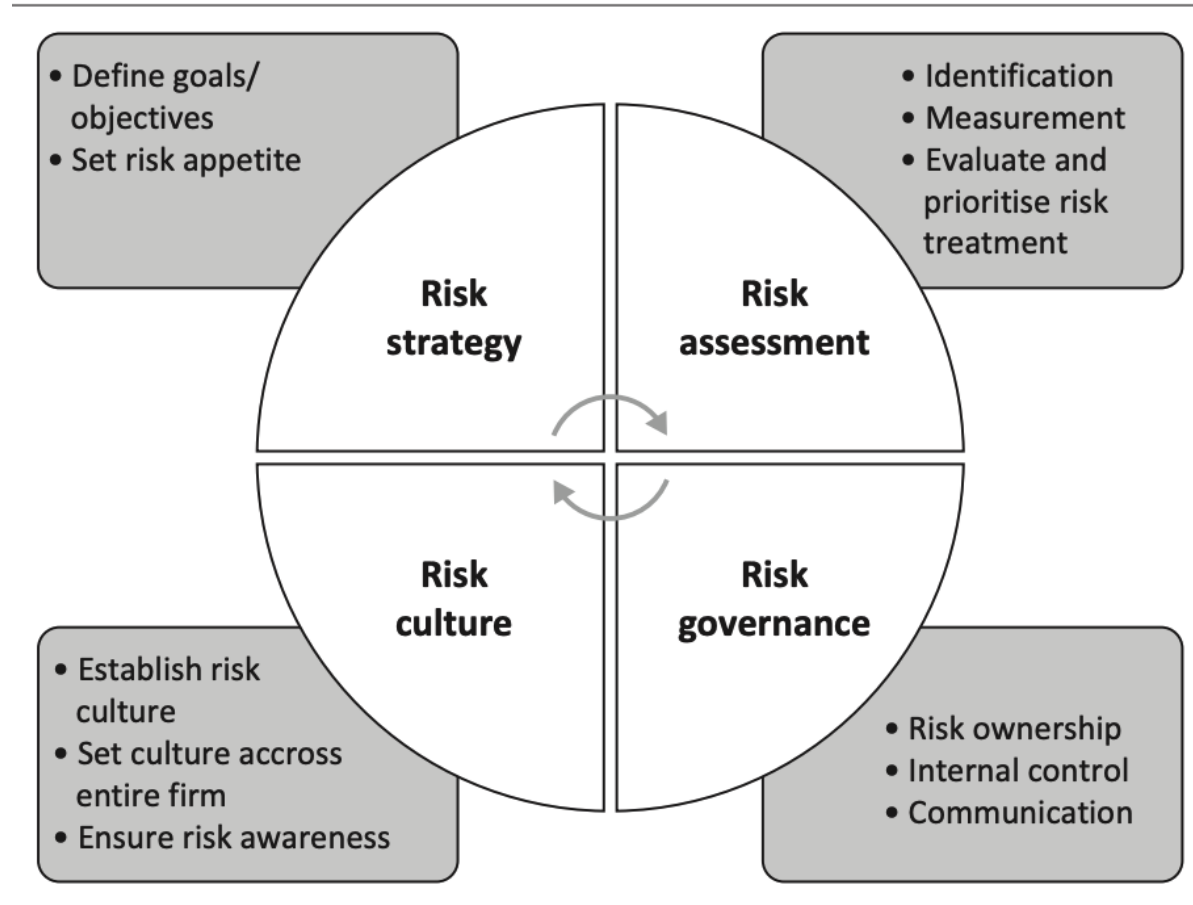 • Define goals/
objectives
• Set risk appetite
• Identification
• Measurement
• Evaluate and
prioritise risk
treatment
Risk
strategy
Risk
assessment
Risk
culture
Risk
governance
• Establish risk
culture
• Set culture accross
entire firm
• Ensure risk awareness
• Risk ownership
• Internal control
• Communication